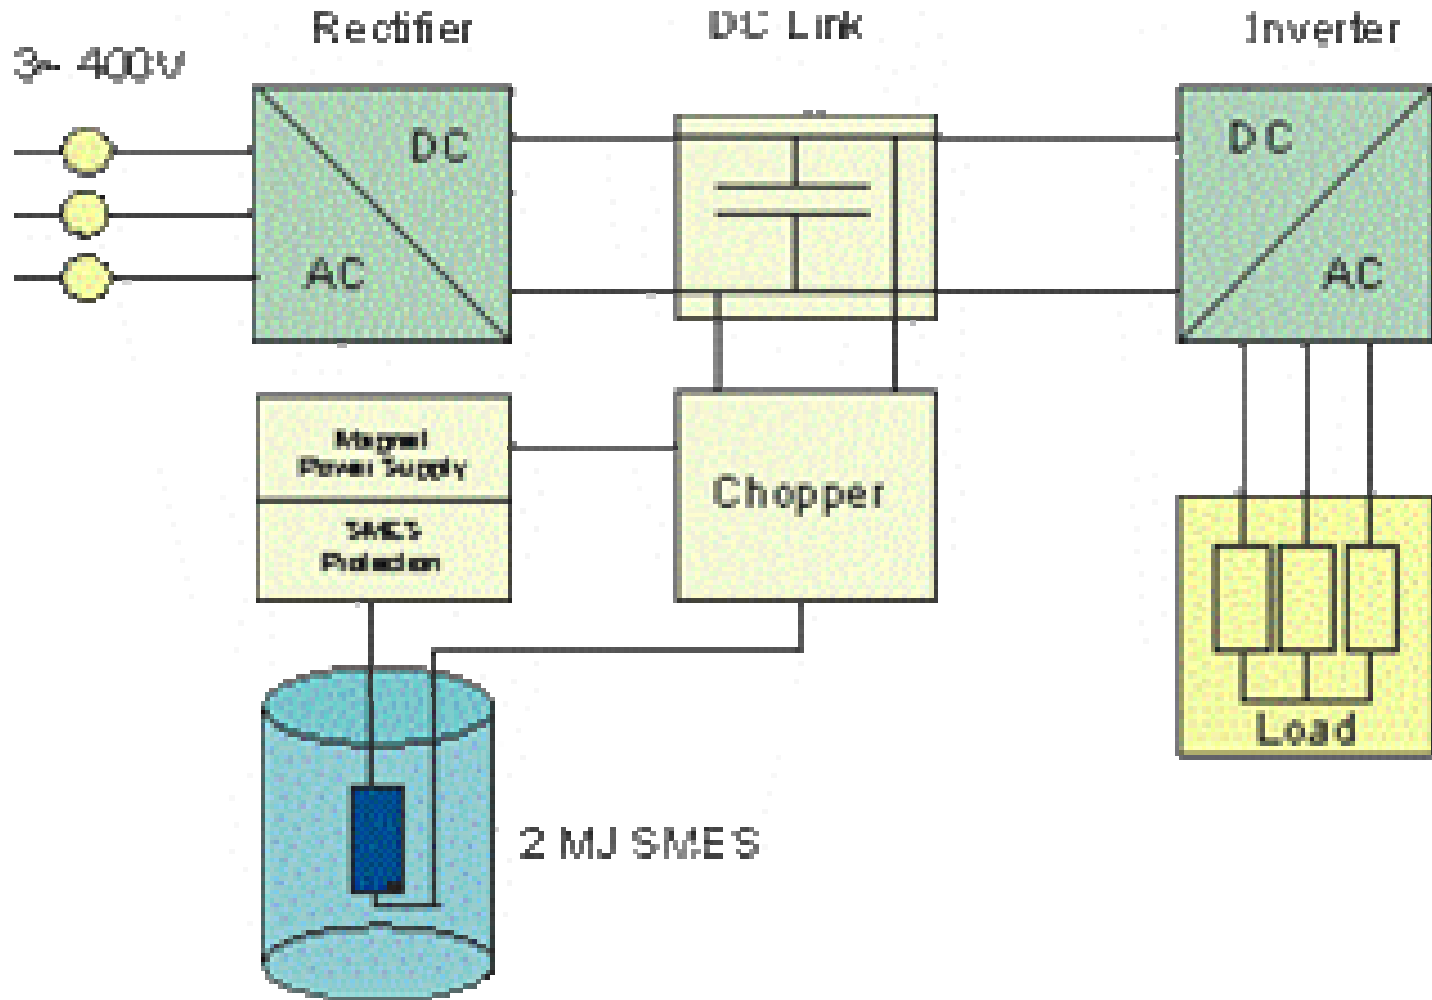 Rectifier
DC Link
Inverter
3~ 400V
DC
AC
DC
AC
Magnet
Power Supply
SMES
Protection
Chopper
Load
2 MJ SMES